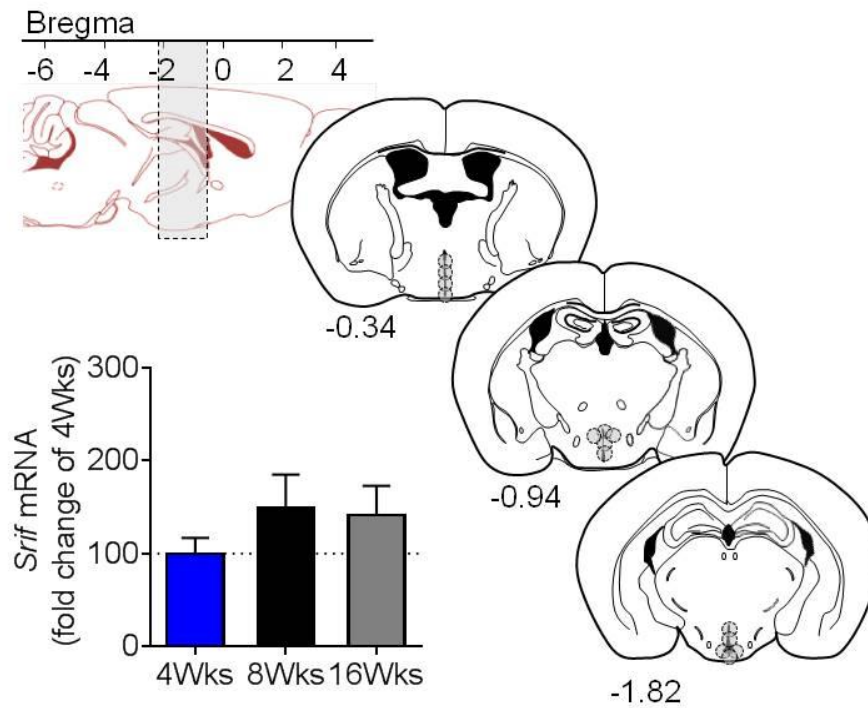 Bregma
-6 -4 -2 0 2 4
-0.34
-0.94
-1.82
Srif mRNA
(fold change of 4Wks)
300
200
100
0
4Wks 8Wks 16Wks